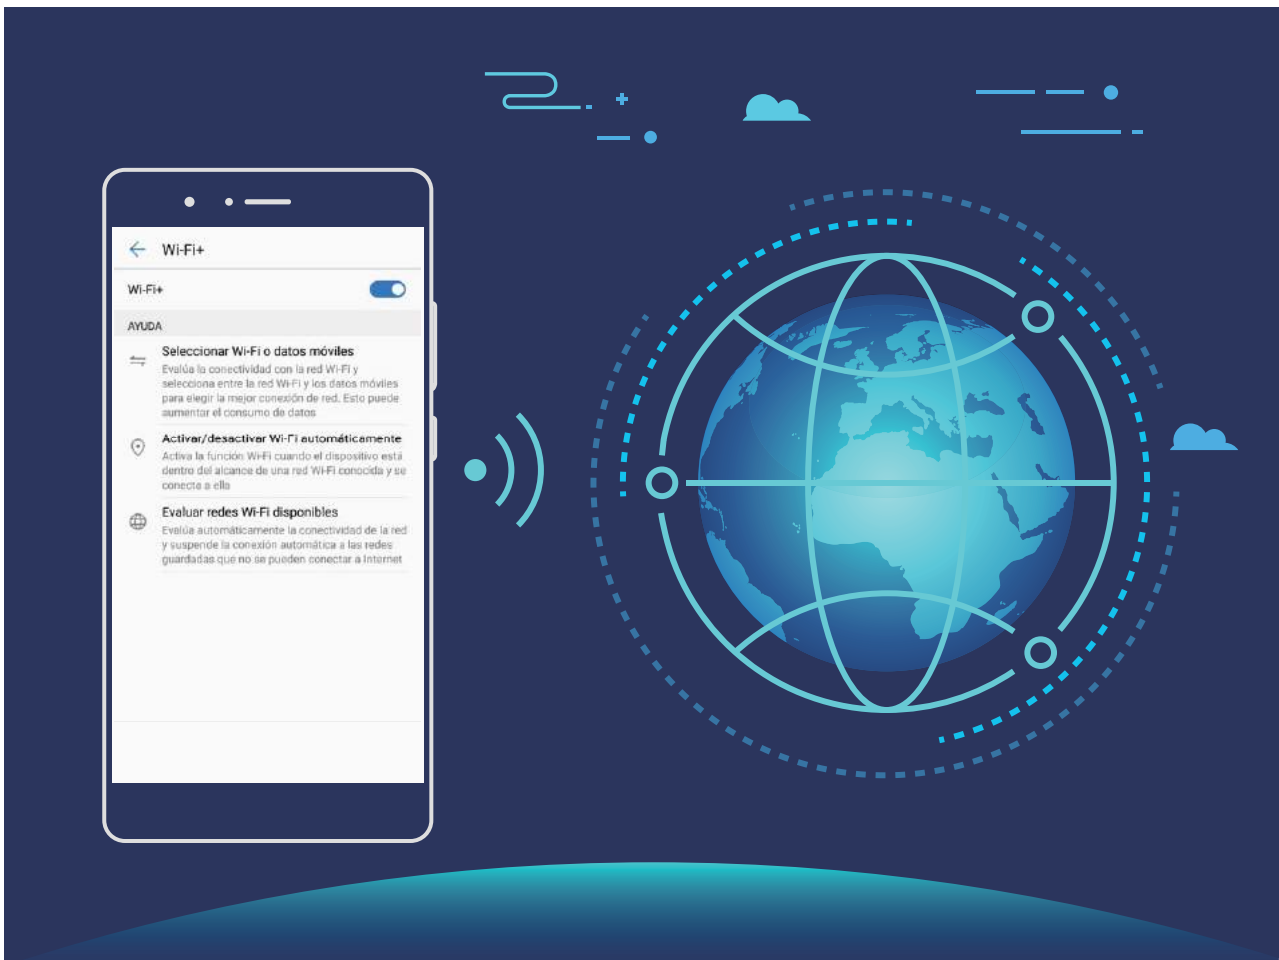 Wi-Fi+
Wi-Fi+
AYUDA
Seleccionar Wi-Fi o datos móviles
Evalúa la conectividad con la red Wi-Fi y
selecciona entre la red Wi-Fi y los datos móviles
para elegir la mejor conexión de red. Esto puede
aumentar el consumo de datos
Activar/desactivar Wi-Fi automáticamente
Activa la función Wi-Fi cuando el dispositivo está
dentro del alcance de una red Wi-Fi conocida y se
conecta a ella
Evaluar redes Wi-Fi disponibles
Evalúa automáticamente la conectividad de la red
y suspende la conexión automática a las redes
guardadas que no se pueden conectar a Internet